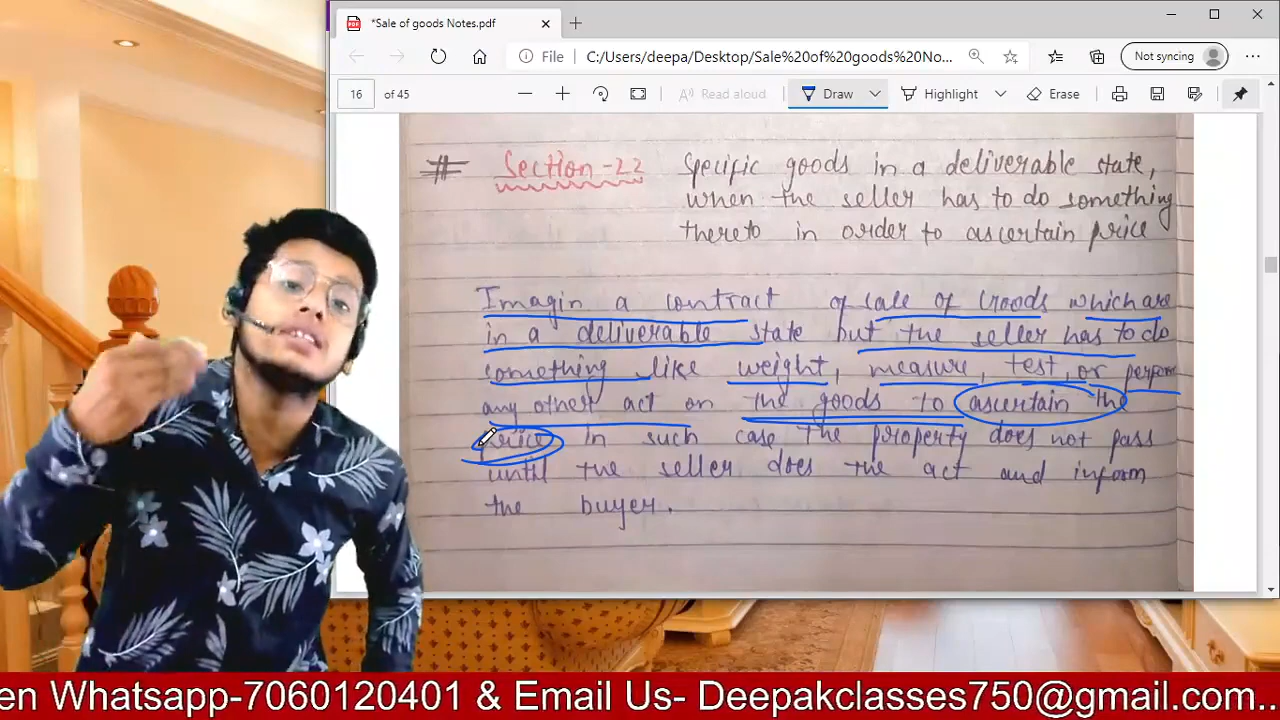 *Sale of goods Notes.pdf
File
C:/Users/deepa/Desktop/Sale%20of%20goods%20No...
Not syncing
16 of 45
Read aloud
Draw
Highlight
Erase
# Section-22 Specific goods in a deliverable state,
when the seller has to do something
thereto in order to ascertain price
Imagin a contract of sale of Goods which are
in a deliverable state but the seller has to do
something like weight, measure, test, or perform
any other act on the goods to ascertain the
price in such case the property does not pass
until the seller does the act and inform
the buyer.
en Whatsapp-7060120401 & Email Us- Deepakclasses750@gmail.com..